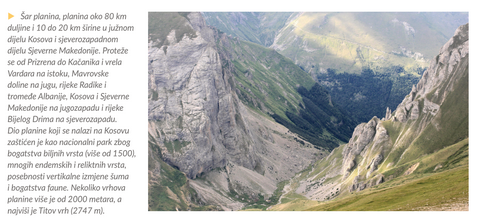 Šar planina, planina oko 80 km
duljine i 10 do 20 km širine u južnom
dijelu Kosova i sjeverozapadnom
dijelu Sjeverne Makedonije. Proteže
se od Prizrena do Kačanika i vrela
Vardara na istoku, Mavrovske
doline na jugu, rijeke Radike i
tromeđe Albanije, Kosova i Sjeverne
Makedonije na jugozapadu i rijeke
Bijelog Drima na sjeverozapadu.
Dio planine koji se nalazi na Kosovu
zaštićen je kao nacionalni park zbog
bogatstva biljnih vrsta (više od 1500),
mnogih endemskih i reliktnih vrsta,
posebnosti vertikalne izmjene šuma
i bogatstva faune. Nekoliko vrhova
planine više je od 2000 metara, a
najviši je Titov vrh (2747 m).